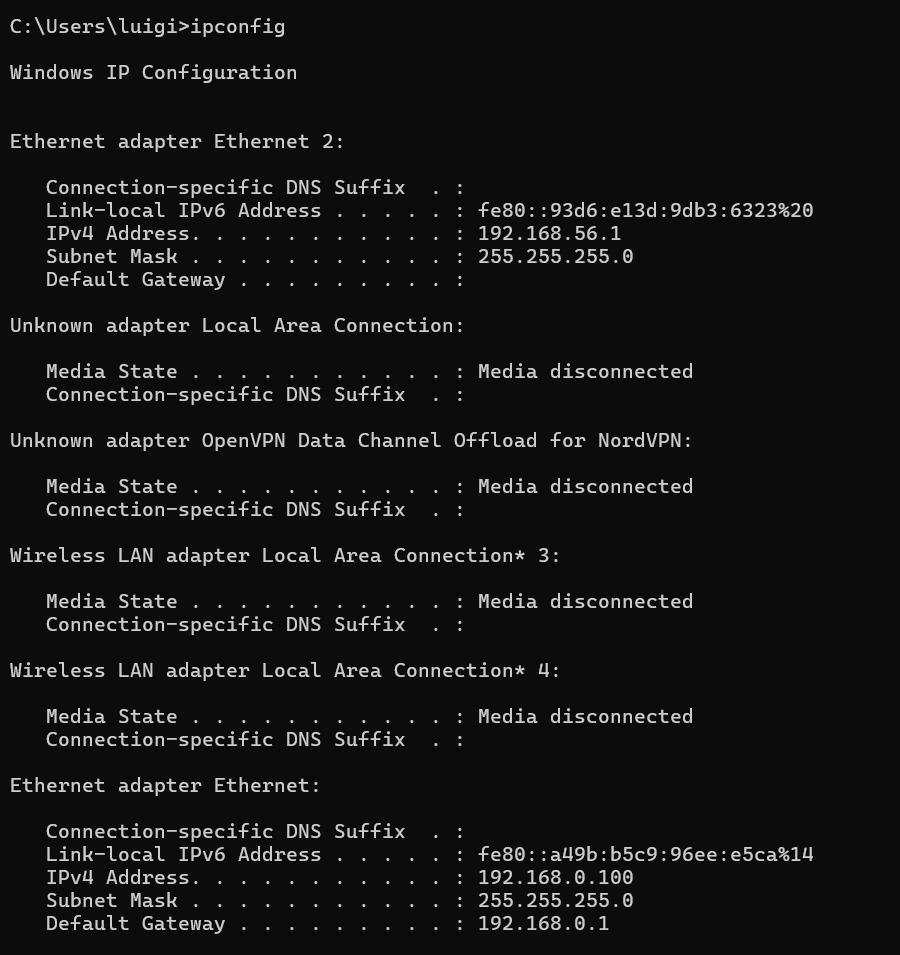 C:\Users\luigi>ipconfig

Windows IP Configuration


Ethernet adapter Ethernet 2:

   Connection-specific DNS Suffix  . :
   Link-local IPv6 Address . . . . . : fe80::93d6:e13d:9db3:6323%20
   IPv4 Address. . . . . . . . . . . : 192.168.56.1
   Subnet Mask . . . . . . . . . . . : 255.255.255.0
   Default Gateway . . . . . . . . . :

Unknown adapter Local Area Connection:

   Media State . . . . . . . . . . . : Media disconnected
   Connection-specific DNS Suffix  . :

Unknown adapter OpenVPN Data Channel Offload for NordVPN:

   Media State . . . . . . . . . . . : Media disconnected
   Connection-specific DNS Suffix  . :

Wireless LAN adapter Local Area Connection* 3:

   Media State . . . . . . . . . . . : Media disconnected
   Connection-specific DNS Suffix  . :

Wireless LAN adapter Local Area Connection* 4:

   Media State . . . . . . . . . . . : Media disconnected
   Connection-specific DNS Suffix  . :

Ethernet adapter Ethernet:

   Connection-specific DNS Suffix  . :
   Link-local IPv6 Address . . . . . : fe80::a49b:b5c9:96ee:e5ca%14
   IPv4 Address. . . . . . . . . . . : 192.168.0.100
   Subnet Mask . . . . . . . . . . . : 255.255.255.0
   Default Gateway . . . . . . . . . : 192.168.0.1